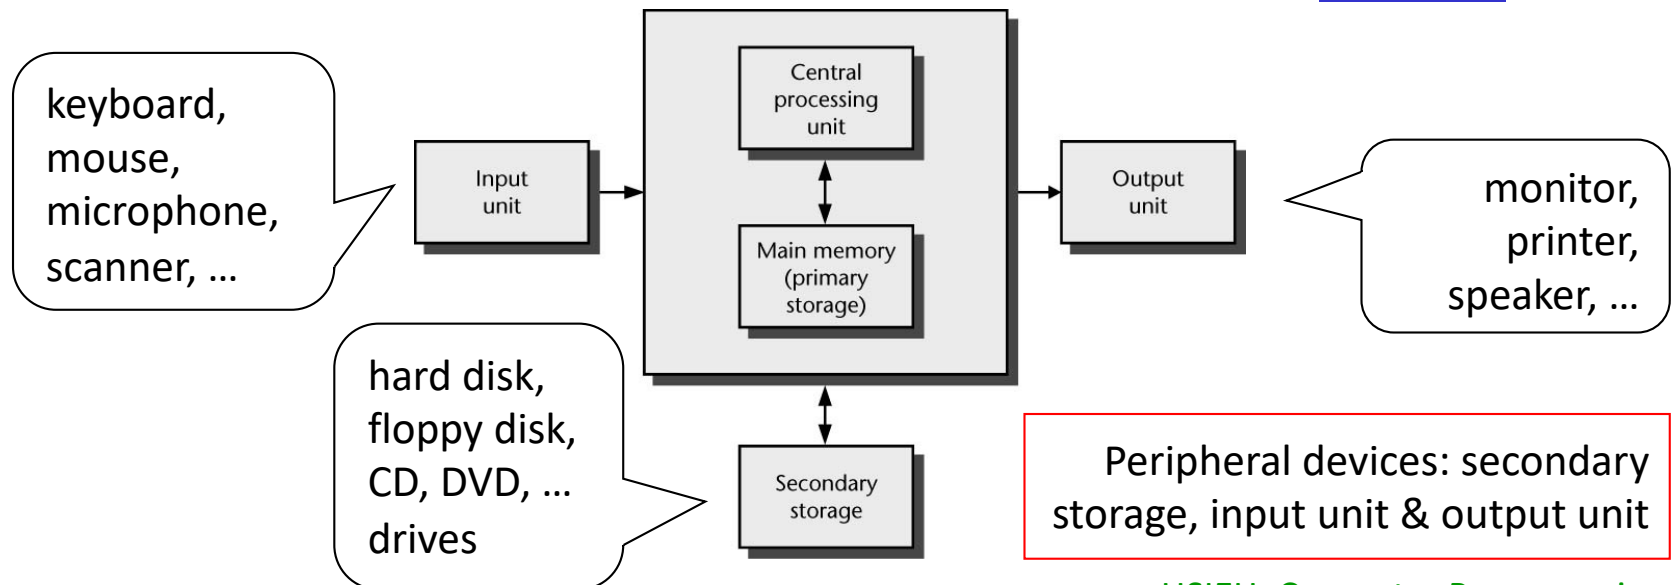 keyboard,
mouse,
microphone,
scanner, ...
Input
unit
Central
processing
unit
Main memory
(primary
storage)
Output
unit
monitor,
printer,
speaker, ...
hard disk,
floppy disk,
CD, DVD, ...
drives
Secondary
storage
Peripheral devices: secondary
storage, input unit & output unit